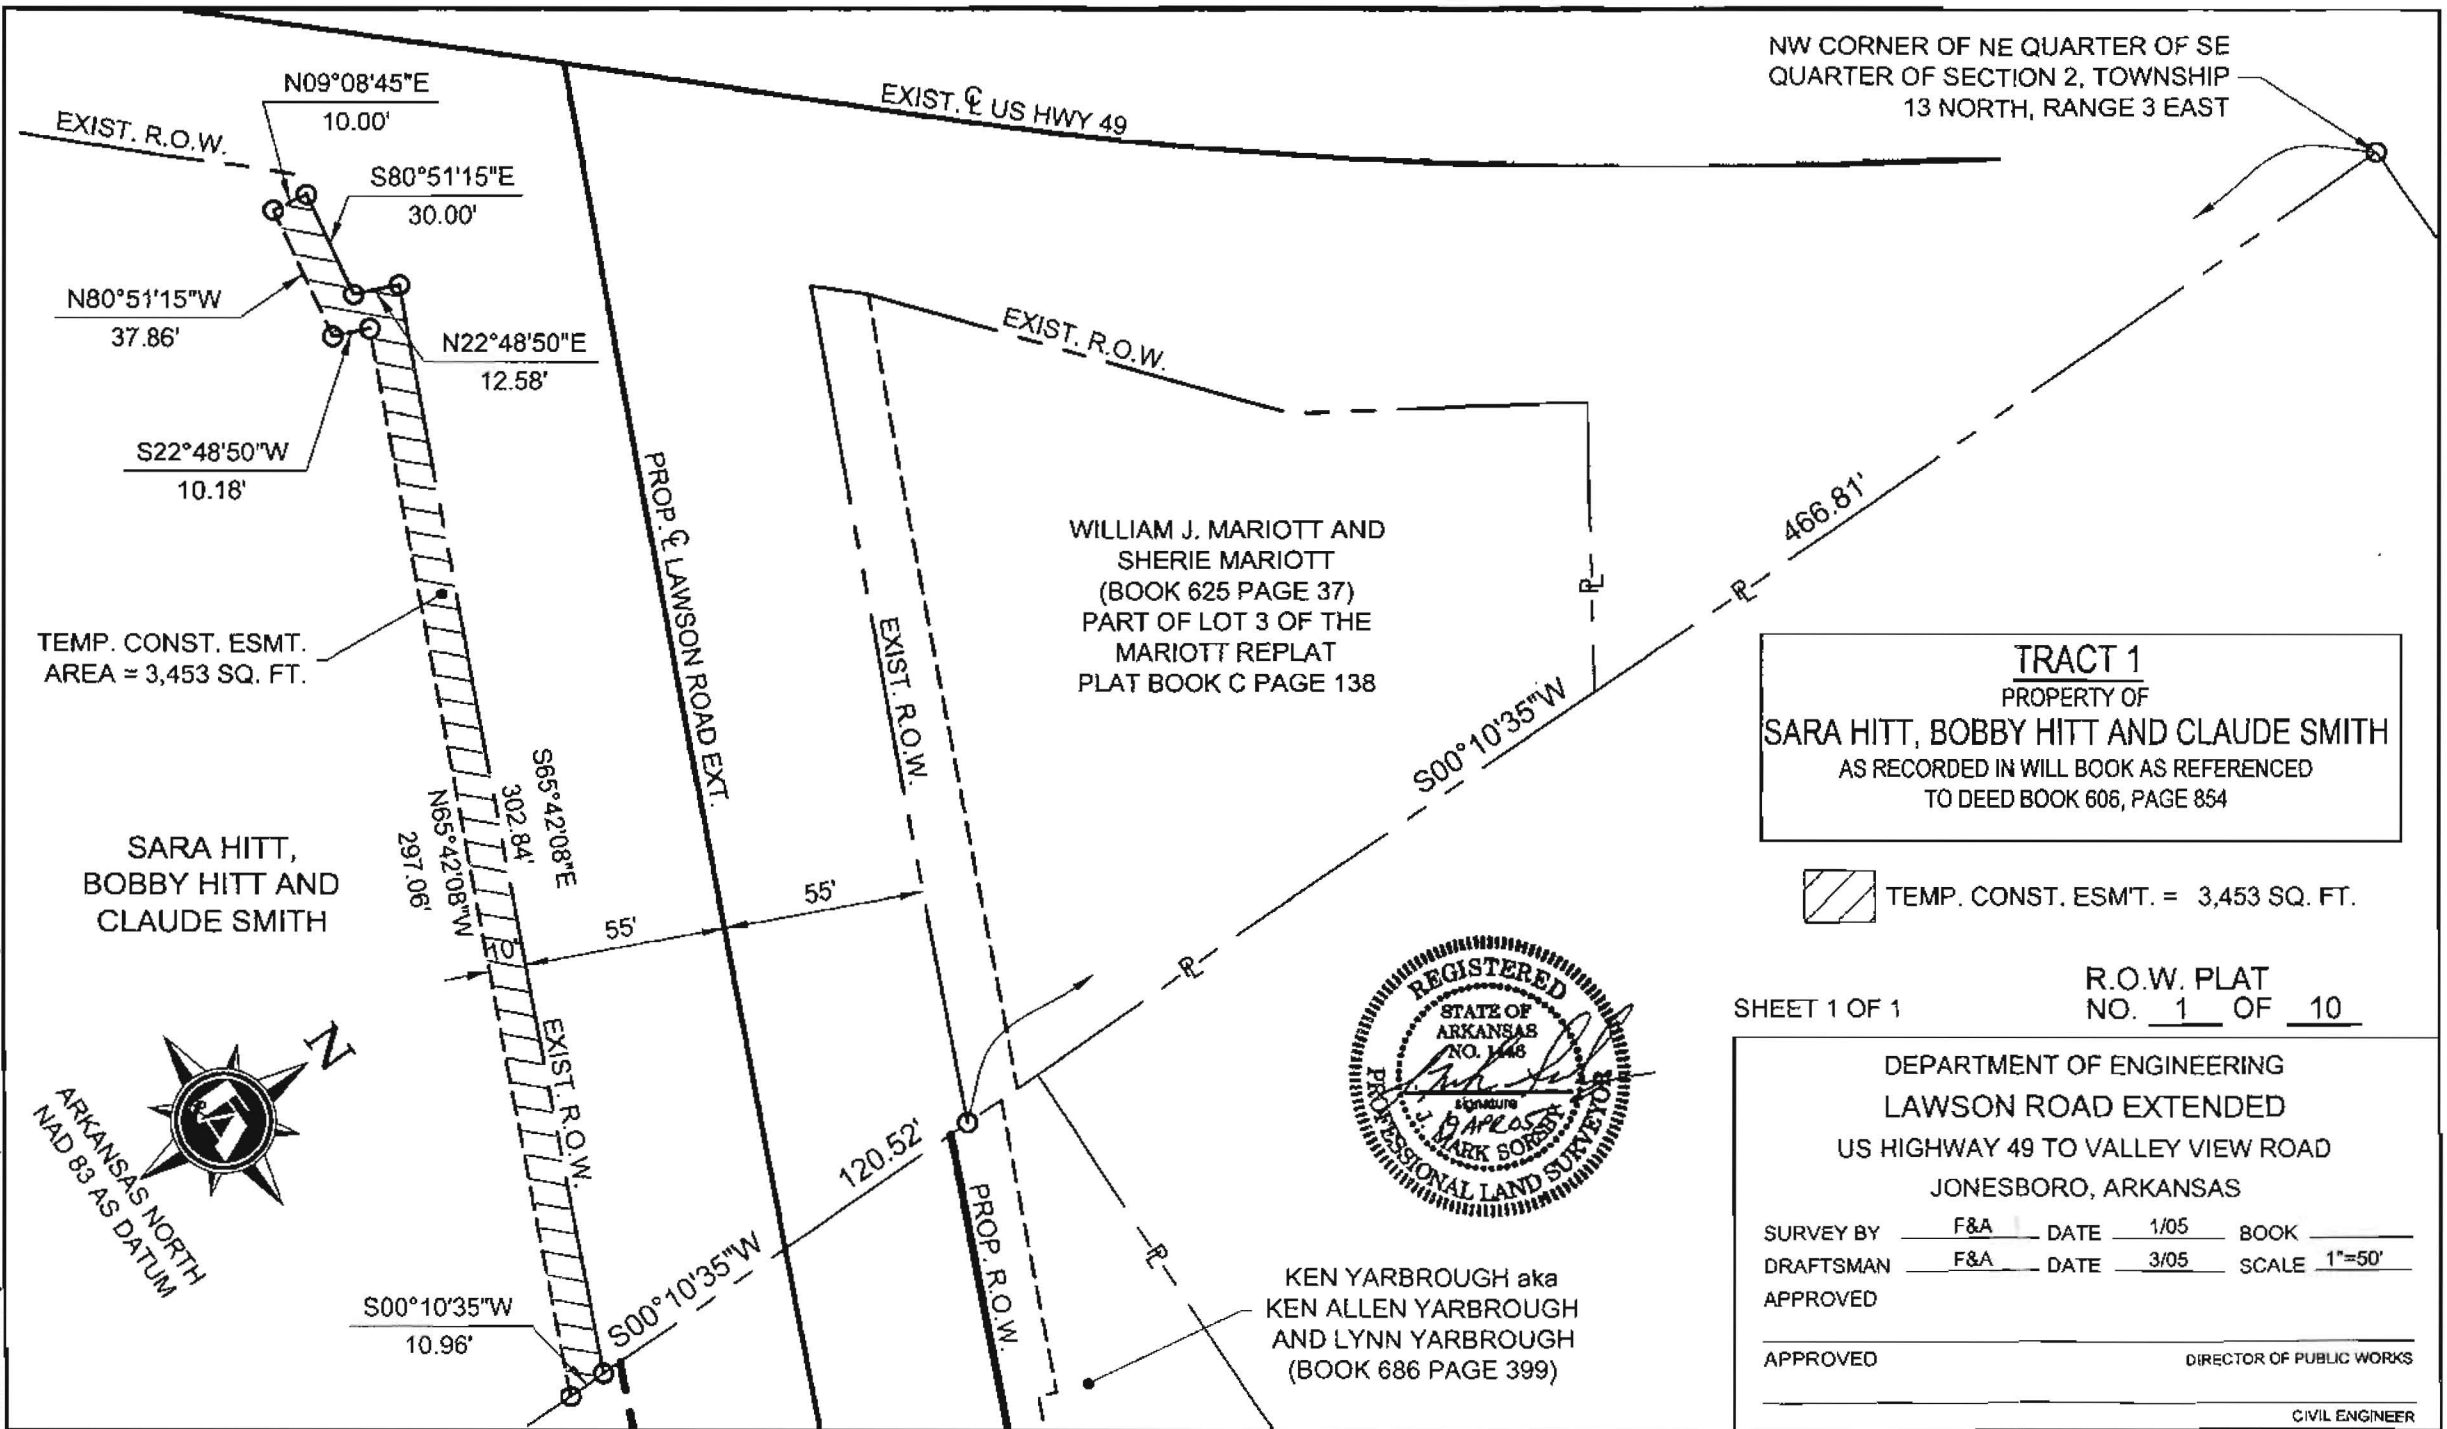 N09°08'45"E
10.00'
EXIST. R.O.W.
S80°51'15"E
30.00'
N80°51'15"W
37.86'
N22°48'50"E
12.58'
S22°48'50"W
10.18'
EXIST. ℄ US HWY 49
NW CORNER OF NE QUARTER OF SE
QUARTER OF SECTION 2, TOWNSHIP
13 NORTH, RANGE 3 EAST
EXIST. R.O.W.
PROP. ℄ LAWSON ROAD EXT.
EXIST. R.O.W.
WILLIAM J. MARIOTT AND
SHERIE MARIOTT
(BOOK 625 PAGE 37)
PART OF LOT 3 OF THE
MARIOTT REPLAT
PLAT BOOK C PAGE 138
466.81'
S00°10'35"W
PL
PL
PL
PL
TEMP. CONST. ESMT.
AREA = 3,453 SQ. FT.
SARA HITT,
BOBBY HITT AND
CLAUDE SMITH
S65°42'08"E
302.84'
N65°42'08"W
297.06'
10'
55'
55'
EXIST. R.O.W.
N
ARKANSAS NORTH
NAD 83 AS DATUM
S00°10'35"W
10.96'
S00°10'35"W
120.52'
PROP. R.O.W.
KEN YARBROUGH aka
KEN ALLEN YARBROUGH
AND LYNN YARBROUGH
(BOOK 686 PAGE 399)
REGISTERED
STATE OF
ARKANSAS
NO. 1448
signature
J. MARK SORSBY
PROFESSIONAL LAND SURVEYOR
TRACT 1
PROPERTY OF
SARA HITT, BOBBY HITT AND CLAUDE SMITH
AS RECORDED IN WILL BOOK AS REFERENCED
TO DEED BOOK 606, PAGE 854
TEMP. CONST. ESM'T. = 3,453 SQ. FT.
R.O.W. PLAT
SHEET 1 OF 1 NO. 1 OF 10
DEPARTMENT OF ENGINEERING
LAWSON ROAD EXTENDED
US HIGHWAY 49 TO VALLEY VIEW ROAD
JONESBORO, ARKANSAS
SURVEY BY F&A DATE 1/05 BOOK
DRAFTSMAN F&A DATE 3/05 SCALE 1"=50'
APPROVED
APPROVED DIRECTOR OF PUBLIC WORKS
CIVIL ENGINEER